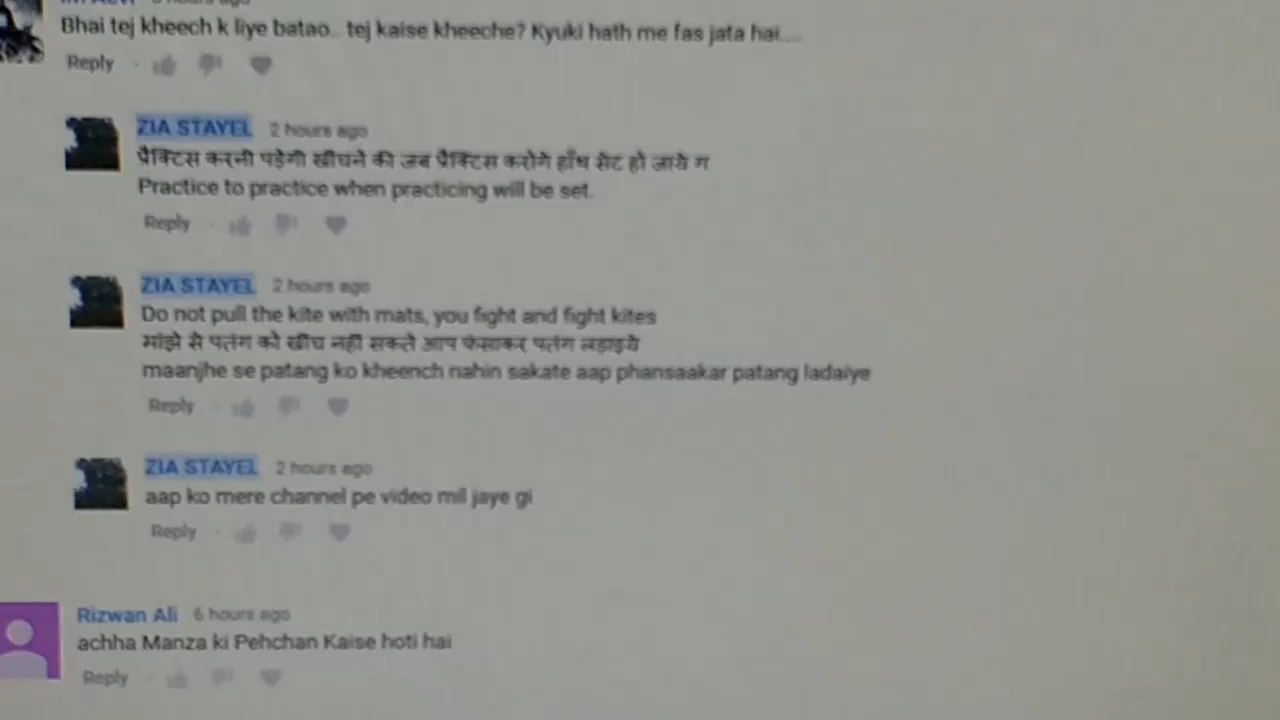 Bhai tej kheech k liye batao.. tej kaise kheeche? Kyuki hath me fas jata hai....
Reply
ZIA STAYEL 2 hours ago
प्रैक्टिस करनी पड़ेगी खींचने की जब प्रैक्टिस करोगे हाँथ सेट हो जाये ग
Practice to practice when practicing will be set.
Reply
ZIA STAYEL 2 hours ago
Do not pull the kite with mats, you fight and fight kites
मांझे से पतंग को खींच नहीं सकते आप फंसाकर पतंग लड़ाइये
maanjhe se patang ko kheench nahin sakate aap phansaakar patang ladaiye
Reply
ZIA STAYEL 2 hours ago
aap ko mere channel pe video mil jaye gi
Reply
Rizwan Ali 6 hours ago
achha Manza ki Pehchan Kaise hoti hai
Reply